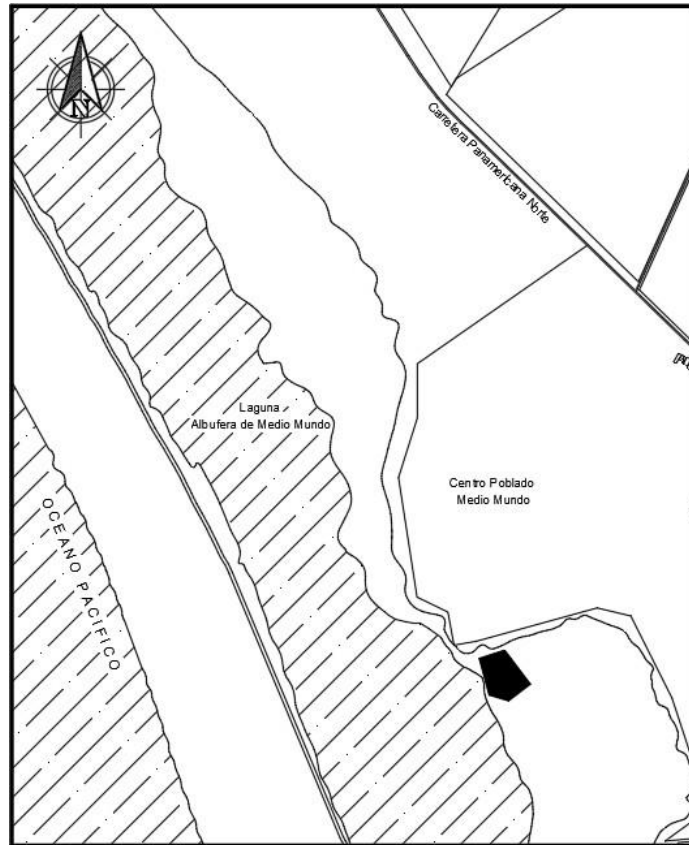 N
Carretera Panamericana Norte
Laguna
Albufera de Medio Mundo
Centro Poblado
Medio Mundo
OCEANO PACIFICO